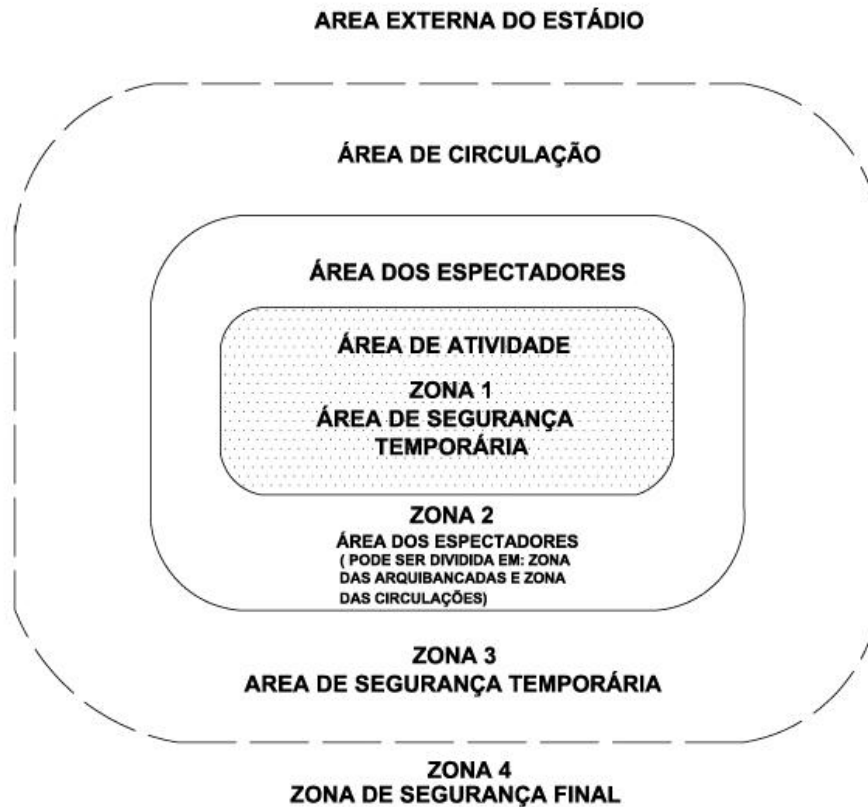 AREA EXTERNA DO ESTÁDIO
ÁREA DE CIRCULAÇÃO
ÁREA DOS ESPECTADORES
ÁREA DE ATIVIDADE
ZONA 1
ÁREA DE SEGURANÇA
TEMPORÁRIA
ZONA 2
ÁREA DOS ESPECTADORES
( PODE SER DIVIDIDA EM: ZONA
DAS ARQUIBANCADAS E ZONA
DAS CIRCULAÇÕES)
ZONA 3
AREA DE SEGURANÇA TEMPORÁRIA
ZONA 4
ZONA DE SEGURANÇA FINAL